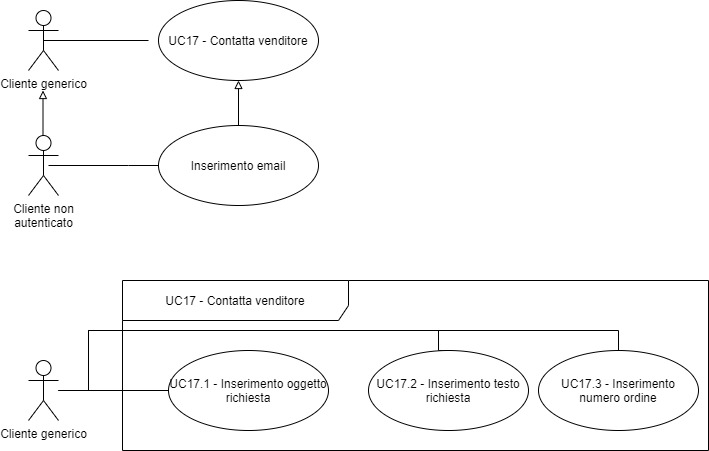 UC17 - Contatta venditore
Cliente generico
Inserimento email
Cliente non
autenticato
UC17 - Contatta venditore
UC17.1 - Inserimento oggetto
richiesta
UC17.2 - Inserimento testo
richiesta
UC17.3 - Inserimento
numero ordine
Cliente generico